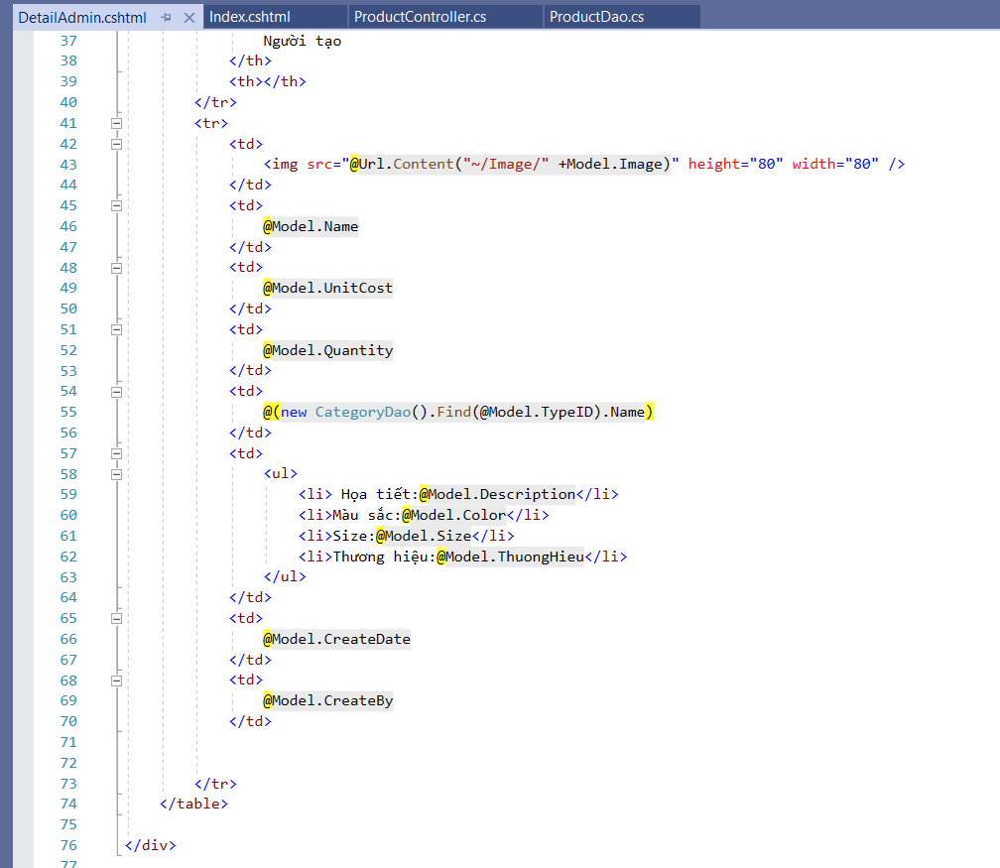 DetailAdmin.cshtml Index.cshtml ProductController.cs ProductDao.cs
37 Người tạo
38 </th>
39 <th></th>
40 </tr>
41 <tr>
42 <td>
43 <img src="@Url.Content("~/Image/" +Model.Image)" height="80" width="80" />
44 </td>
45 <td>
46 @Model.Name
47 </td>
48 <td>
49 @Model.UnitCost
50 </td>
51 <td>
52 @Model.Quantity
53 </td>
54 <td>
55 @(new CategoryDao().Find(@Model.TypeID).Name)
56 </td>
57 <td>
58 <ul>
59 <li> Họa tiết:@Model.Description</li>
60 <li>Màu sắc:@Model.Color</li>
61 <li>Size:@Model.Size</li>
62 <li>Thương hiệu:@Model.ThuongHieu</li>
63 </ul>
64 </td>
65 <td>
66 @Model.CreateDate
67 </td>
68 <td>
69 @Model.CreateBy
70 </td>
71
72
73 </tr>
74 </table>
75
76 </div>
77